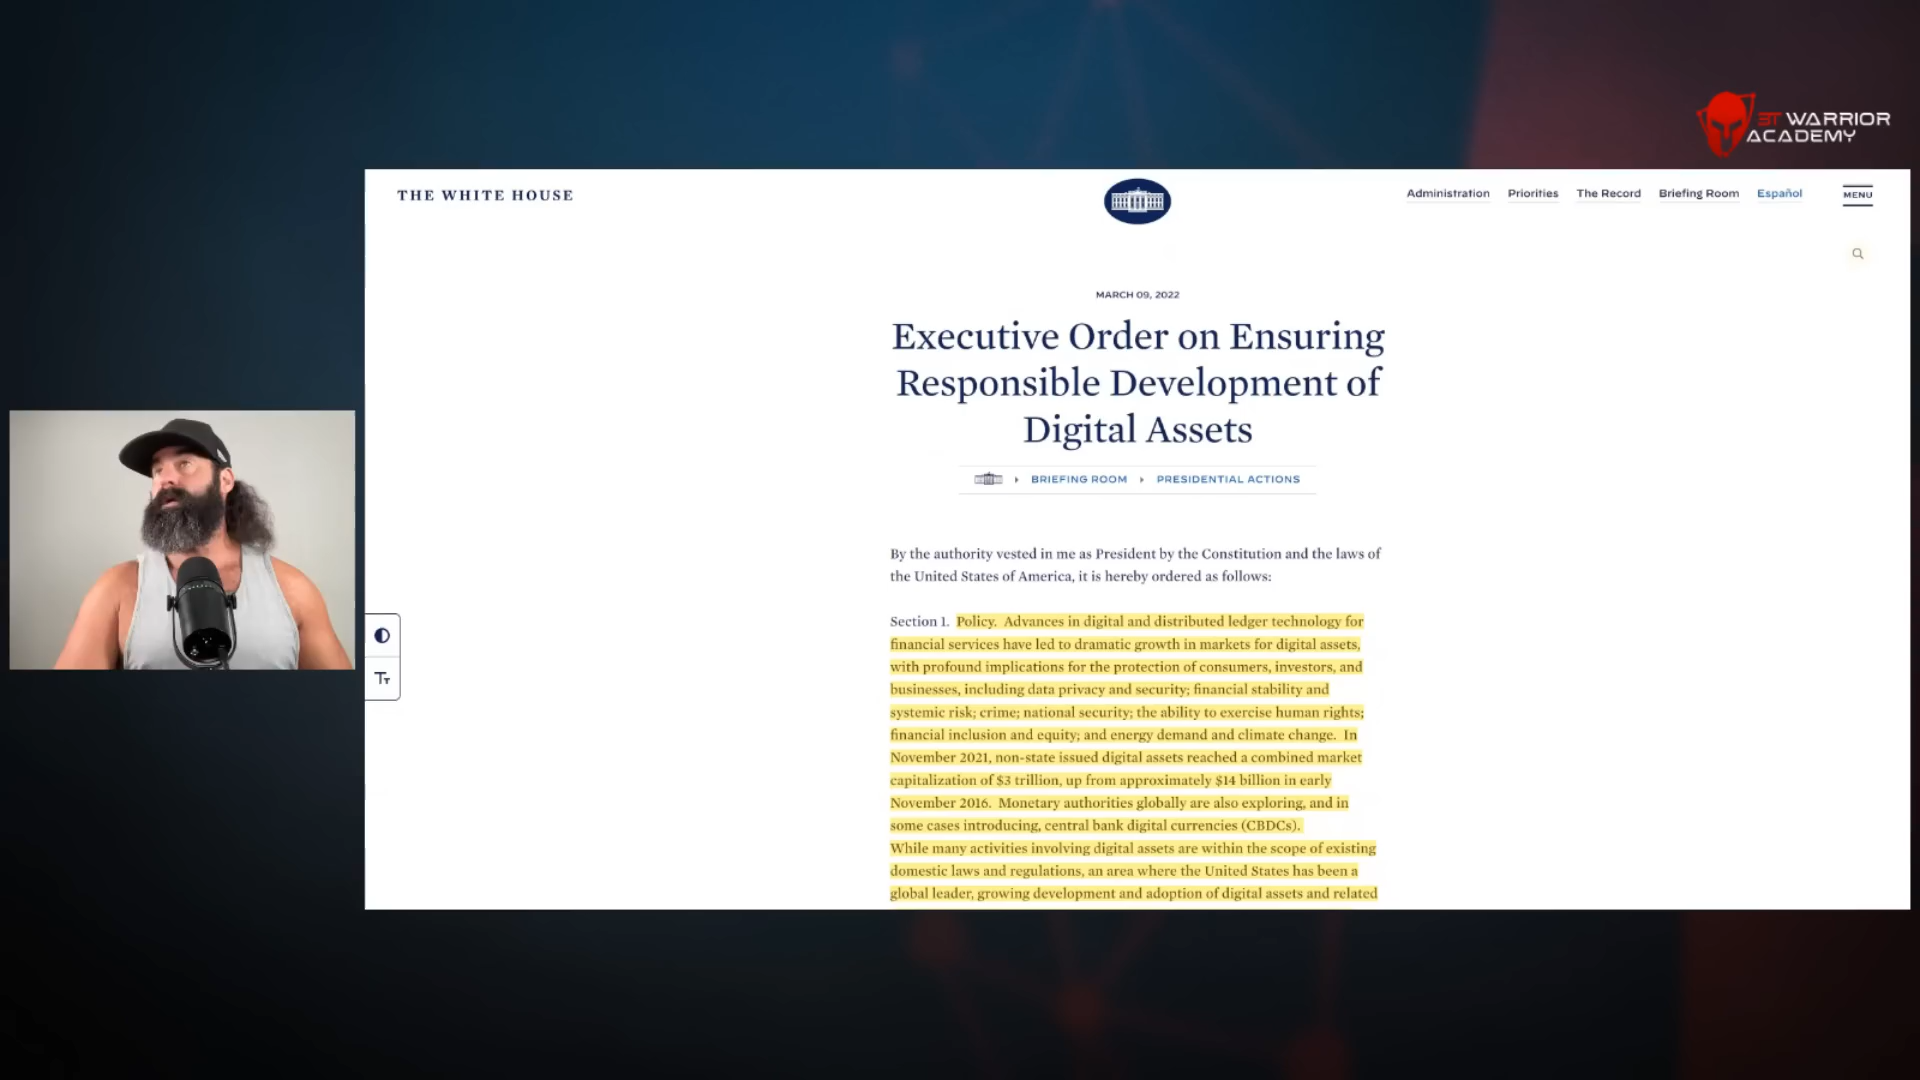 3T WARRIOR
ACADEMY
THE WHITE HOUSE
Administration
Priorities
The Record
Briefing Room
Español
MENU
MARCH 09, 2022
Executive Order on Ensuring
Responsible Development of
Digital Assets
BRIEFING ROOM
PRESIDENTIAL ACTIONS
By the authority vested in me as President by the Constitution and the laws of
the United States of America, it is hereby ordered as follows:
Section 1.  Policy.  Advances in digital and distributed ledger technology for
financial services have led to dramatic growth in markets for digital assets,
with profound implications for the protection of consumers, investors, and
businesses, including data privacy and security; financial stability and
systemic risk; crime; national security; the ability to exercise human rights;
financial inclusion and equity; and energy demand and climate change.  In
November 2021, non-state issued digital assets reached a combined market
capitalization of $3 trillion, up from approximately $14 billion in early
November 2016.  Monetary authorities globally are also exploring, and in
some cases introducing, central bank digital currencies (CBDCs).
While many activities involving digital assets are within the scope of existing
domestic laws and regulations, an area where the United States has been a
global leader, growing development and adoption of digital assets and related
TT